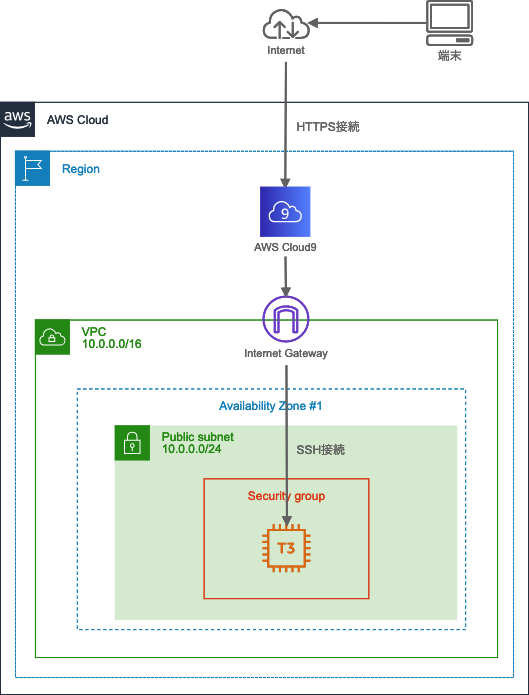 Internet
端末
aws
AWS Cloud
HTTPS接続
Region
9
AWS Cloud9
VPC
10.0.0.0/16
Internet Gateway
Availability Zone #1
Public subnet
10.0.0.0/24
SSH接続
Security group
T3